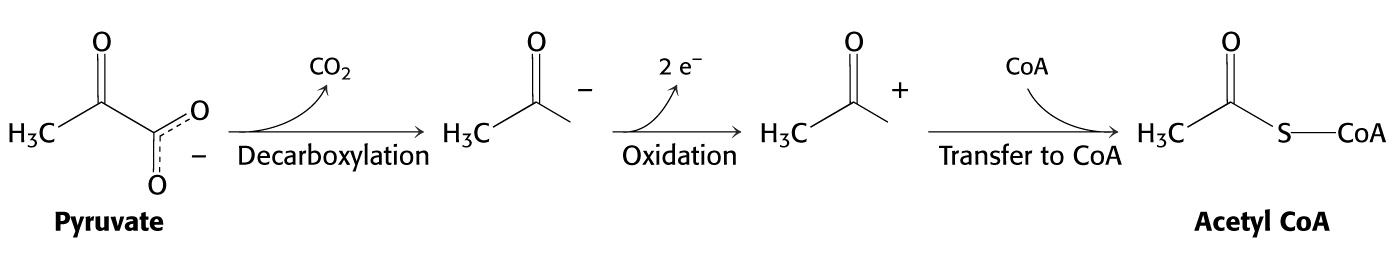 O
H₃C
O
–
O
Pyruvate
CO₂
Decarboxylation
O
H₃C
–
2 e⁻
Oxidation
O
H₃C
+
CoA
Transfer to CoA
O
H₃C
S—CoA
Acetyl CoA